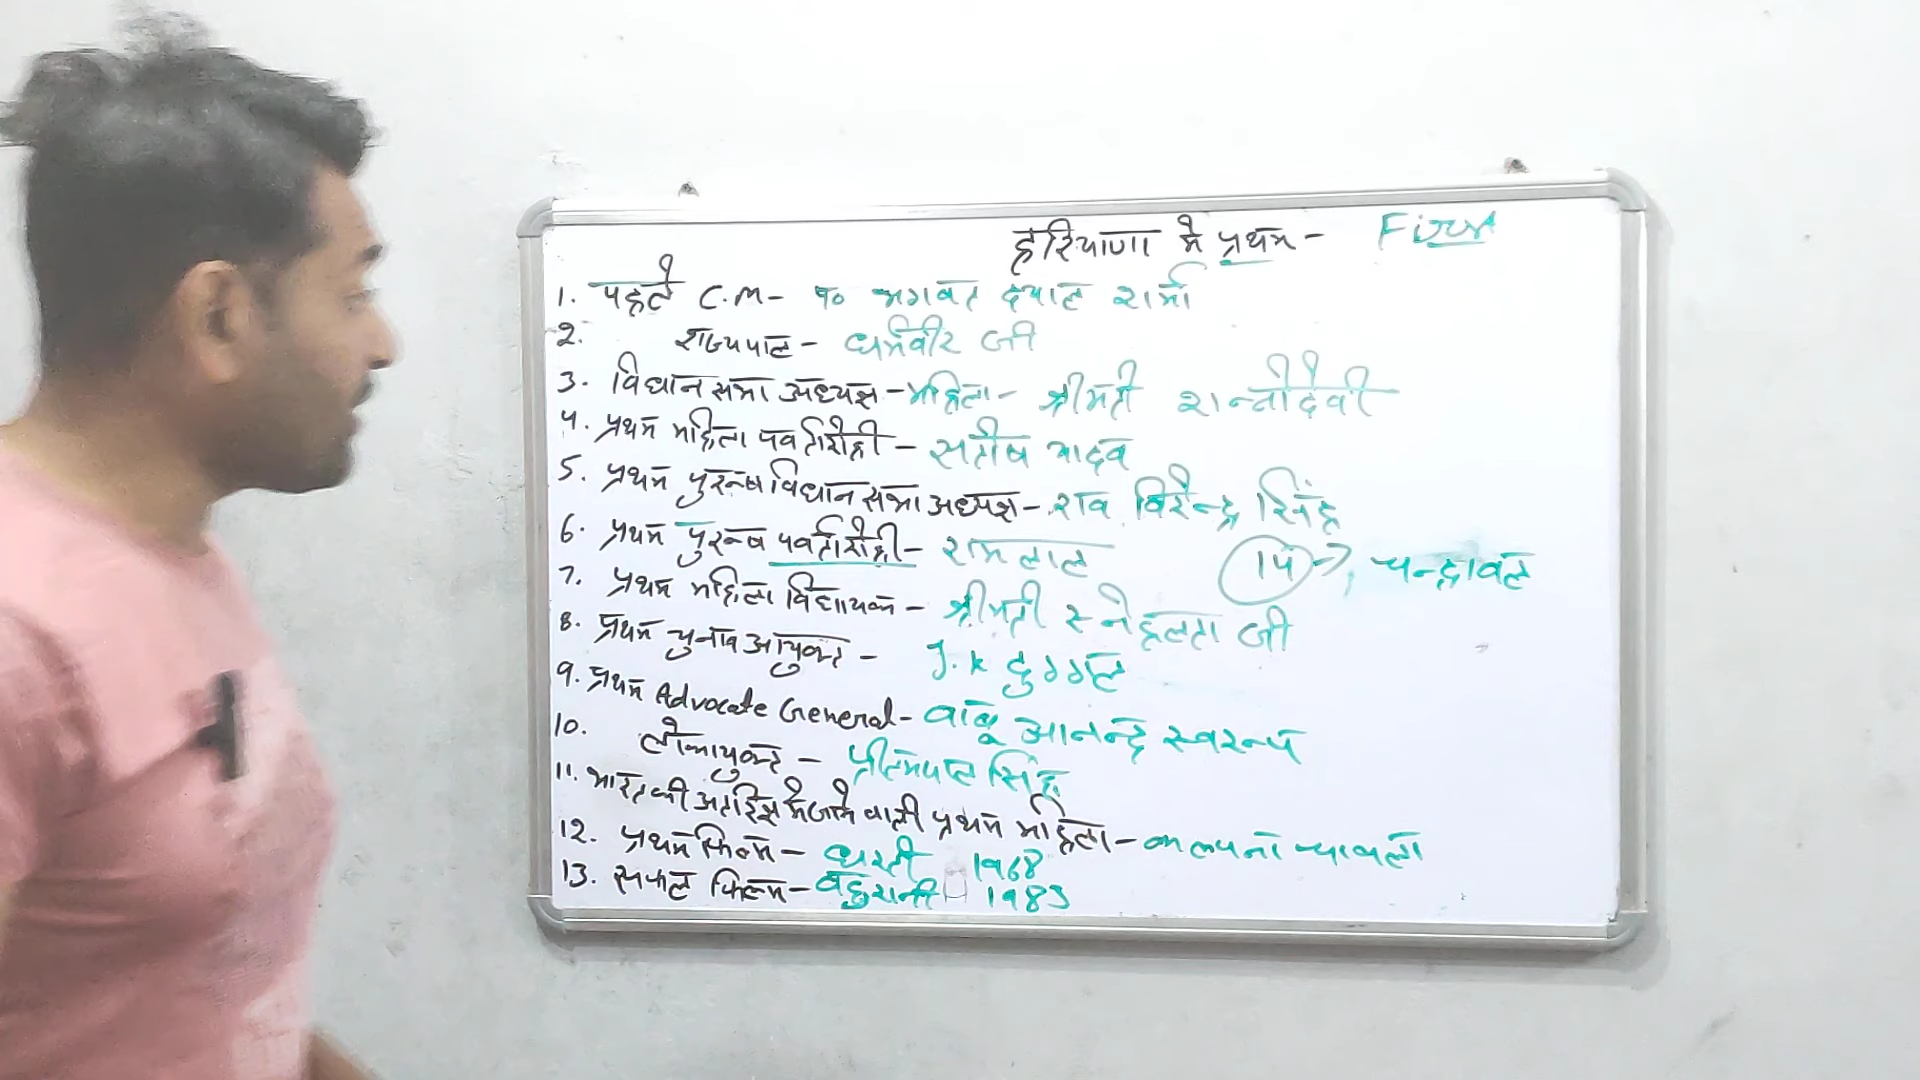 हरियाणा मे प्रथम - First
1. पहले C.M - पं० भगवत दयाल शर्मा
2. राज्यपाल - धर्मवीर जी
3. विधान सभा अध्यक्ष - महिला - श्रीमती शान्नोदेवी
4. प्रथम महिला पर्वतारोही - सतीष यादव
5. प्रथम पुरूष विधान सभा अध्यक्ष - राव विरेन्द्र सिंह
6. प्रथम पुरूष पर्वतारोही - रामलाल
14 → चन्द्रावल
7. प्रथम महिला विधायक - श्रीमती स्नेहलता जी
8. प्रथम चुनाव आयुक्त - J.K दुग्गल
9. प्रथम Advocate General - बाबू आनन्द स्वरूप
10. लोकायुक्त - प्रीतमपाल सिंह
11. भारत की अतंरिक्ष मे जाने वाली प्रथम महिला - कल्पना चावला
12. प्रथम फिल्म - धरती 1968
13. सफल फिल्म - बहुरानी 1983